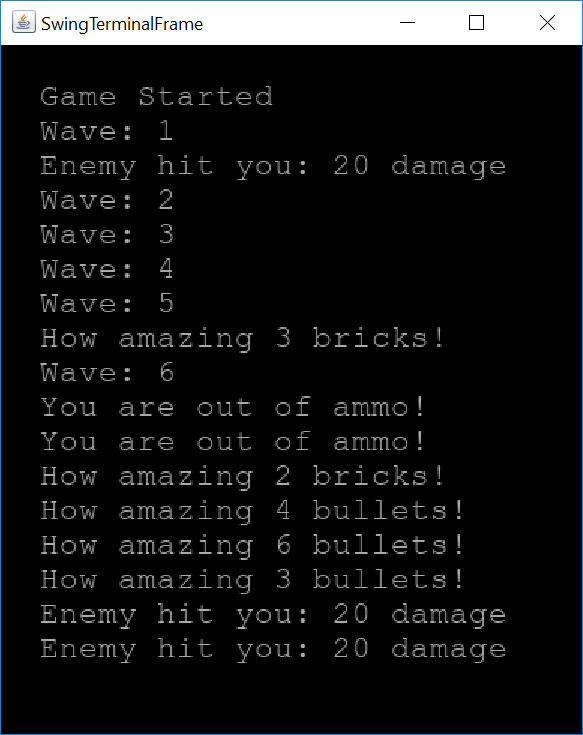 SwingTerminalFrame
Game Started
Wave: 1
Enemy hit you: 20 damage
Wave: 2
Wave: 3
Wave: 4
Wave: 5
How amazing 3 bricks!
Wave: 6
You are out of ammo!
You are out of ammo!
How amazing 2 bricks!
How amazing 4 bullets!
How amazing 6 bullets!
How amazing 3 bullets!
Enemy hit you: 20 damage
Enemy hit you: 20 damage